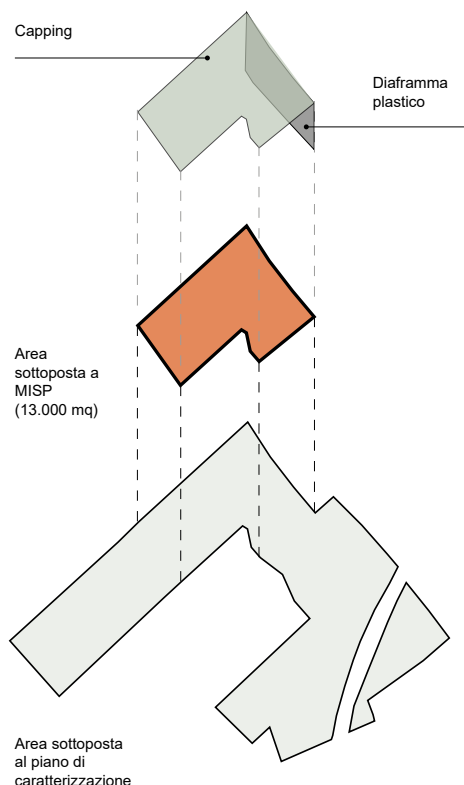 Capping
Diaframma
plastico
Area
sottoposta a
MISP
(13.000 mq)
Area sottoposta
al piano di
caratterizzazione